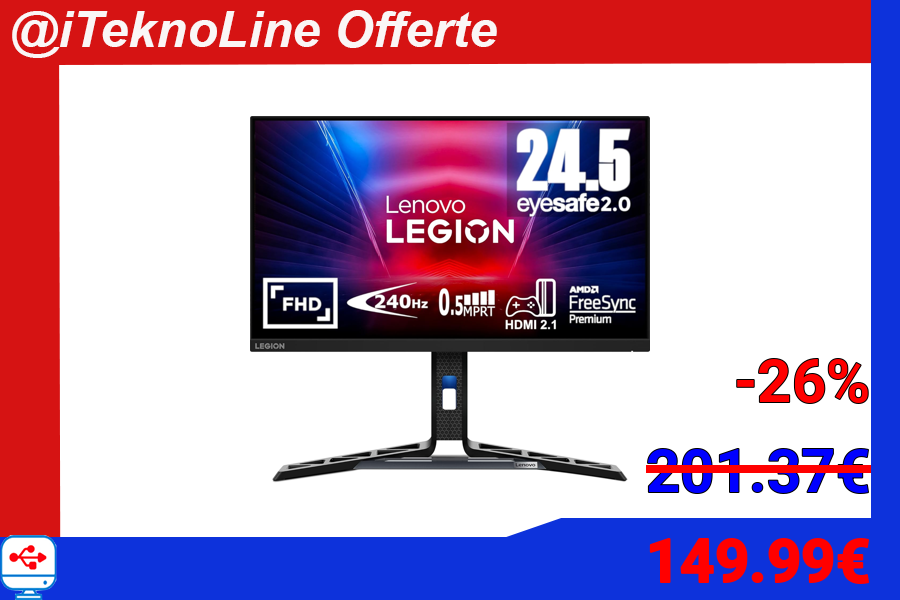 @iTeknoLine Offerte
24.5
eyesafe2.0
Lenovo
LEGION
FHD
240Hz
0.5MPRT
HDMI 2.1
AMD
FreeSync
Premium
LEGION
Lenovo
-26%
201.37€
149.99€